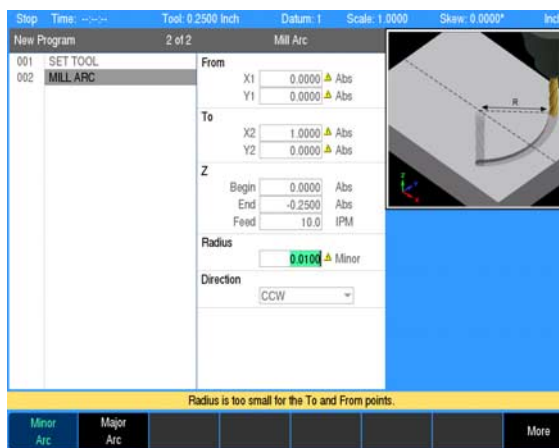 Stop Time: --:--:-- Tool: 0.2500 Inch Datum: 1 Scale: 1.0000 Skew: 0.0000° Incl
New Program 2 of 2 Mill Arc
001 SET TOOL
002 MILL ARC
From
X1 0.0000 Abs
Y1 0.0000 Abs
To
X2 1.0000 Abs
Y2 0.0000 Abs
Z
Begin 0.0000 Abs
End -0.2500 Abs
Feed 10.0 IPM
Radius
0.0100 Minor
Direction
CCW
R
Radius is too small for the To and From points.
Minor Arc
Major Arc
More